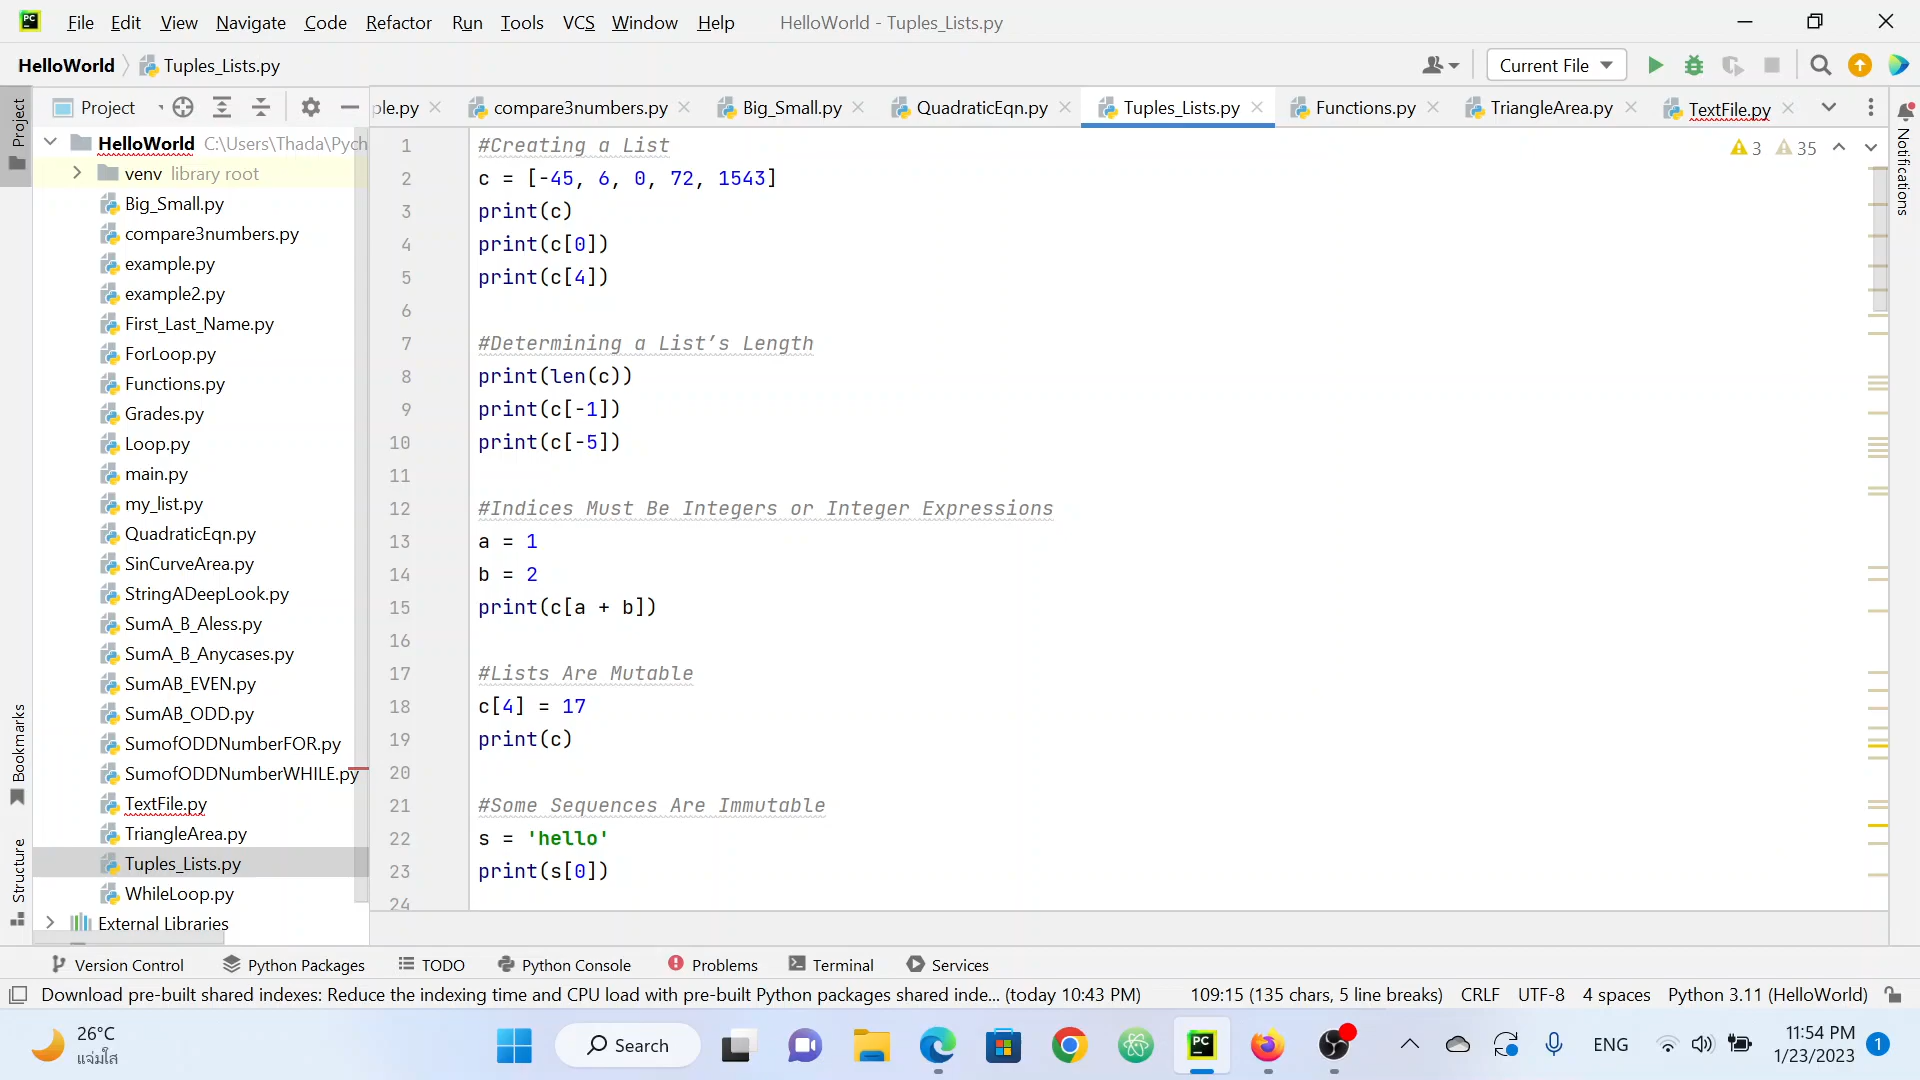 PC File Edit View Navigate Code Refactor Run Tools VCS Window Help HelloWorld - Tuples_Lists.py
HelloWorld Tuples_Lists.py Current File
Project ple.py compare3numbers.py Big_Small.py QuadraticEqn.py Tuples_Lists.py Functions.py TriangleArea.py TextFile.py
Project
Bookmarks
Structure
Notifications
HelloWorld C:\Users\Thada\Pych
venv library root
Big_Small.py
compare3numbers.py
example.py
example2.py
First_Last_Name.py
ForLoop.py
Functions.py
Grades.py
Loop.py
main.py
my_list.py
QuadraticEqn.py
SinCurveArea.py
StringADeepLook.py
SumA_B_Aless.py
SumA_B_Anycases.py
SumAB_EVEN.py
SumAB_ODD.py
SumofODDNumberFOR.py
SumofODDNumberWHILE.py
TextFile.py
TriangleArea.py
Tuples_Lists.py
WhileLoop.py
External Libraries
3 35
1 #Creating a List
2 c = [-45, 6, 0, 72, 1543]
3 print(c)
4 print(c[0])
5 print(c[4])
6
7 #Determining a List’s Length
8 print(len(c))
9 print(c[-1])
10 print(c[-5])
11
12 #Indices Must Be Integers or Integer Expressions
13 a = 1
14 b = 2
15 print(c[a + b])
16
17 #Lists Are Mutable
18 c[4] = 17
19 print(c)
20
21 #Some Sequences Are Immutable
22 s = 'hello'
23 print(s[0])
24
Version Control Python Packages TODO Python Console Problems Terminal Services
Download pre-built shared indexes: Reduce the indexing time and CPU load with pre-built Python packages shared inde... (today 10:43 PM) 109:15 (135 chars, 5 line breaks) CRLF UTF-8 4 spaces Python 3.11 (HelloWorld)
26°C
แจ่มใส
Search
PC
ENG
11:54 PM
1/23/2023
1